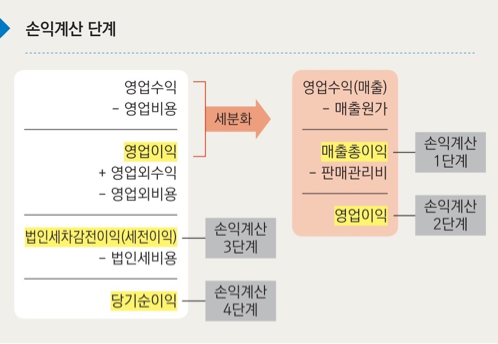 손익계산 단계
영업수익
- 영업비용
영업이익
+ 영업외수익
- 영업외비용
법인세차감전이익(세전이익)
- 법인세비용
당기순이익
세분화
영업수익(매출)
- 매출원가
매출총이익
- 판매관리비
영업이익
손익계산
1단계
손익계산
2단계
손익계산
3단계
손익계산
4단계